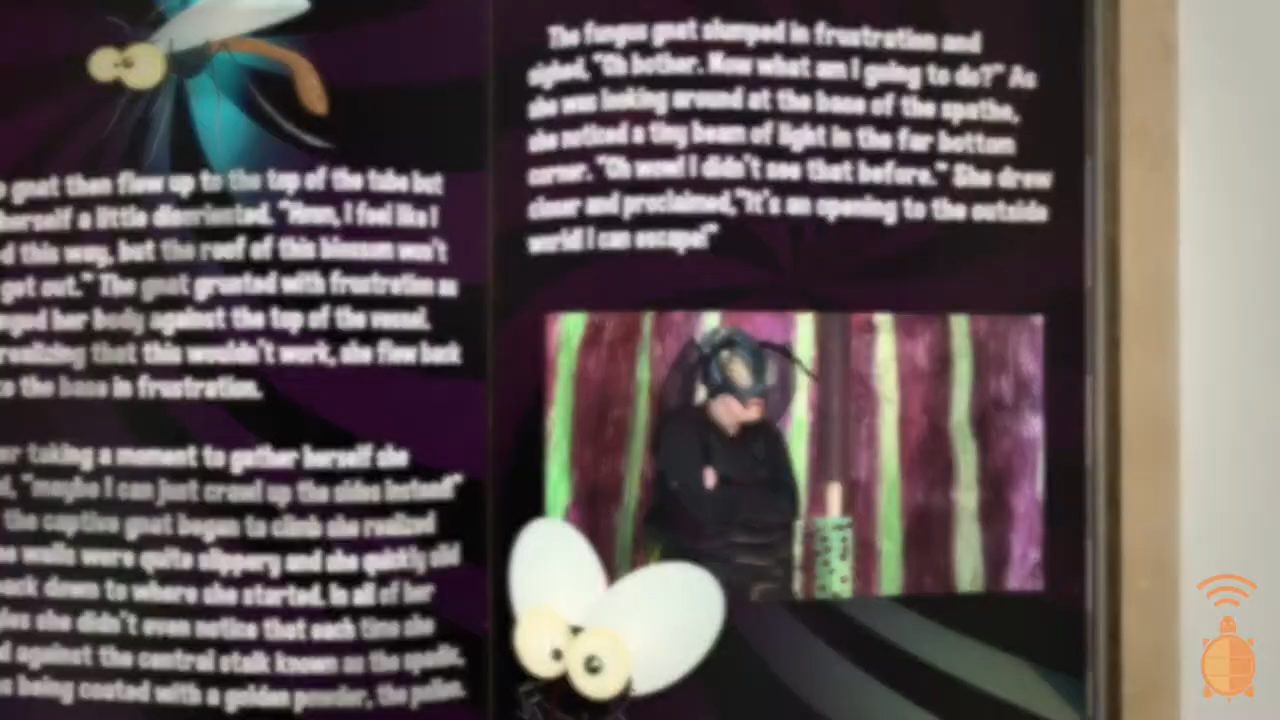 gnat then flew up to the top of the tube but
herself a little disoriented. "Hmm, I feel like I
this way, but the roof of this blossom won't
get out." The gnat grunted with frustration as
her body against the top of the vessel.
realizing that this wouldn't work, she flew back
to the base in frustration.
taking a moment to gather herself she
"maybe I can just crawl up the sides instead"
the captive gnat began to climb she realized
walls were quite slippery and she quickly slid
back down to where she started. In all of her
she didn't even notice that each time she
against the central stalk known as the spadix,
being coated with a golden powder, the pollen.
The fungus gnat slumped in frustration and
sighed, "Oh bother. Now what am I going to do?" As
she was looking around at the base of the spathe,
she noticed a tiny beam of light in the far bottom
corner. "Oh wow! I didn't see that before." She drew
closer and proclaimed,"It's an opening to the outside
world! I can escape!"